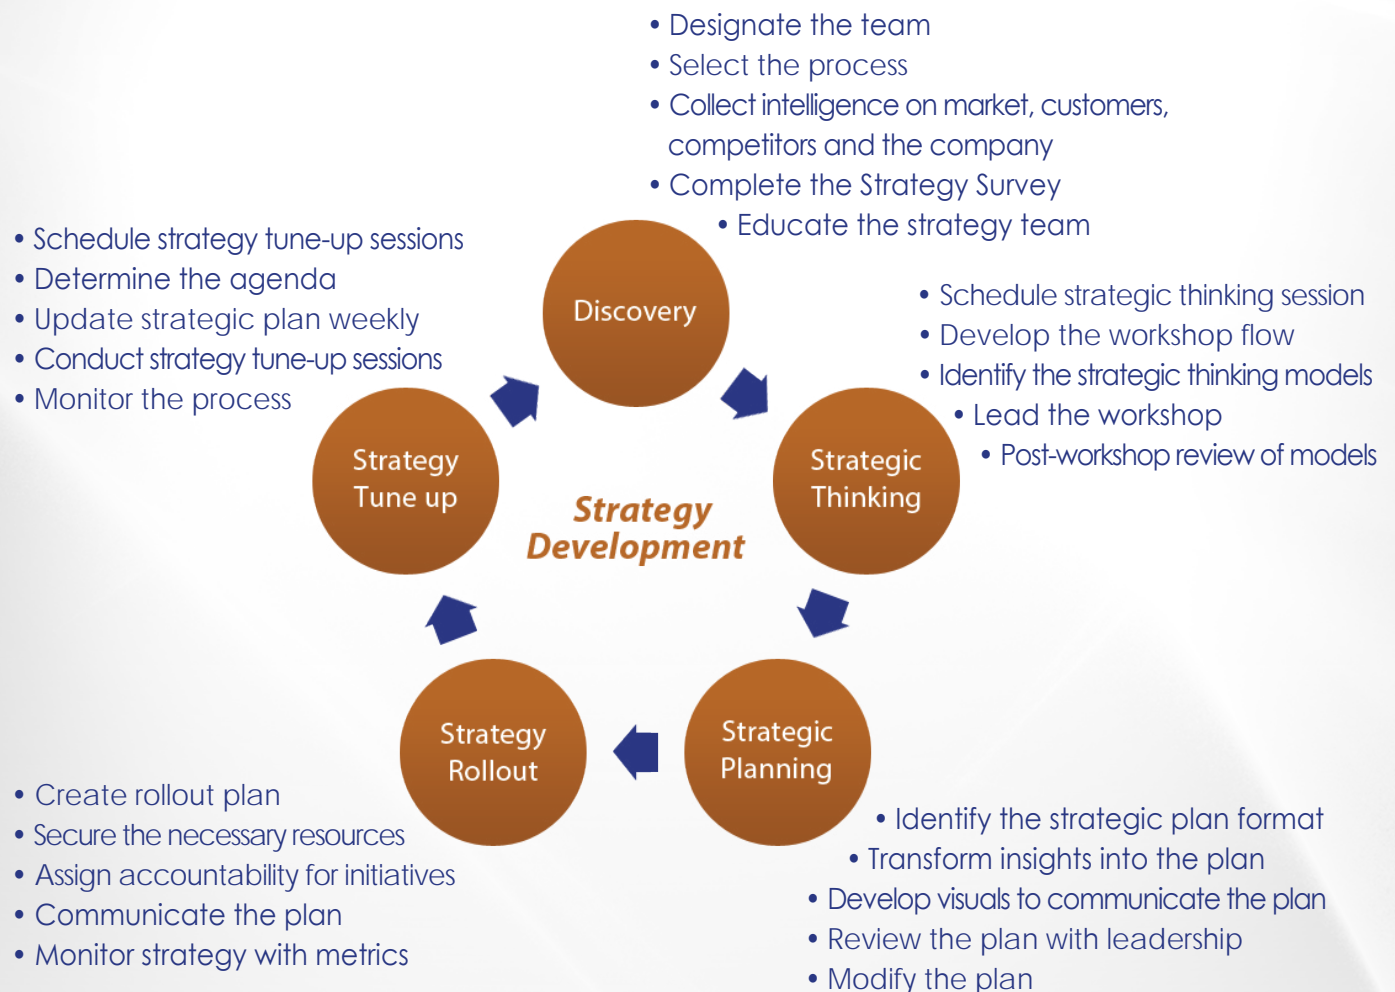 • Designate the team
• Select the process
• Collect intelligence on market, customers,
competitors and the company
• Complete the Strategy Survey
• Educate the strategy team
• Schedule strategy tune-up sessions
• Determine the agenda
• Update strategic plan weekly
• Conduct strategy tune-up sessions
• Monitor the process
Discovery
• Schedule strategic thinking session
• Develop the workshop flow
• Identify the strategic thinking models
• Lead the workshop
• Post-workshop review of models
Strategy
Tune up
Strategic
Thinking
Strategy
Development
Strategy
Rollout
Strategic
Planning
• Create rollout plan
• Secure the necessary resources
• Assign accountability for initiatives
• Communicate the plan
• Monitor strategy with metrics
• Identify the strategic plan format
• Transform insights into the plan
• Develop visuals to communicate the plan
• Review the plan with leadership
• Modify the plan